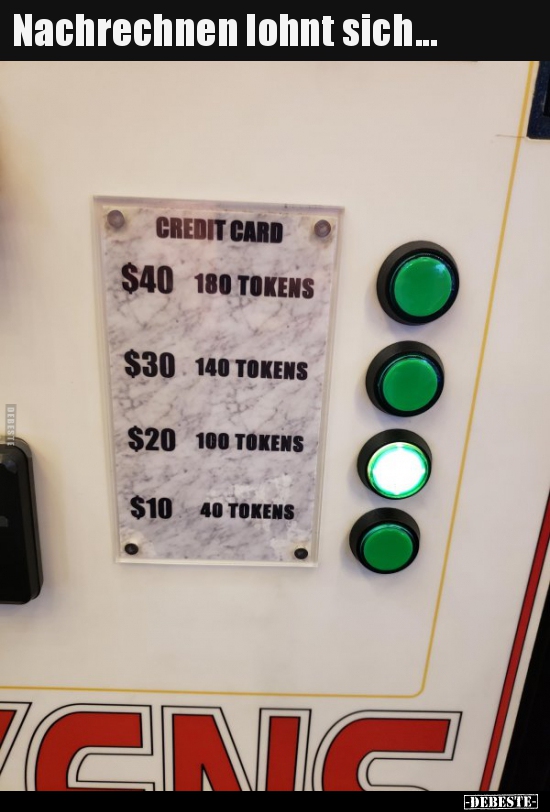 Nachrechnen lohnt sich...
CREDIT CARD
$40 180 TOKENS
$30 140 TOKENS
$20 100 TOKENS
$10 40 TOKENS
DEBESTE
-DEBESTE-